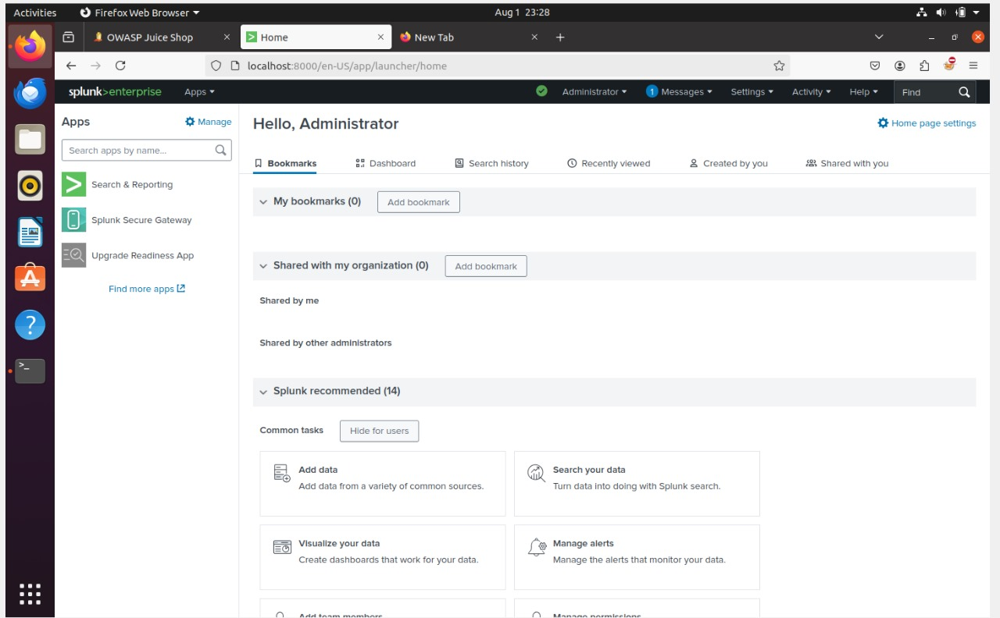 Activities Firefox Web Browser Aug 1 23:28
OWASP Juice Shop × Home × New Tab × +
localhost:8000/en-US/app/launcher/home
splunk>enterprise Apps Administrator 1 Messages Settings Activity Help Find
Apps Manage
Search apps by name...
Search & Reporting
Splunk Secure Gateway
Upgrade Readiness App
Find more apps
Hello, Administrator Home page settings
Bookmarks Dashboard Search history Recently viewed Created by you Shared with you
My bookmarks (0) Add bookmark
Shared with my organization (0) Add bookmark
Shared by me
Shared by other administrators
Splunk recommended (14)
Common tasks Hide for users
Add data
Add data from a variety of common sources.
Search your data
Turn data into doing with Splunk search.
Visualize your data
Create dashboards that work for your data.
Manage alerts
Manage the alerts that monitor your data.
Add team members
Manage permissions